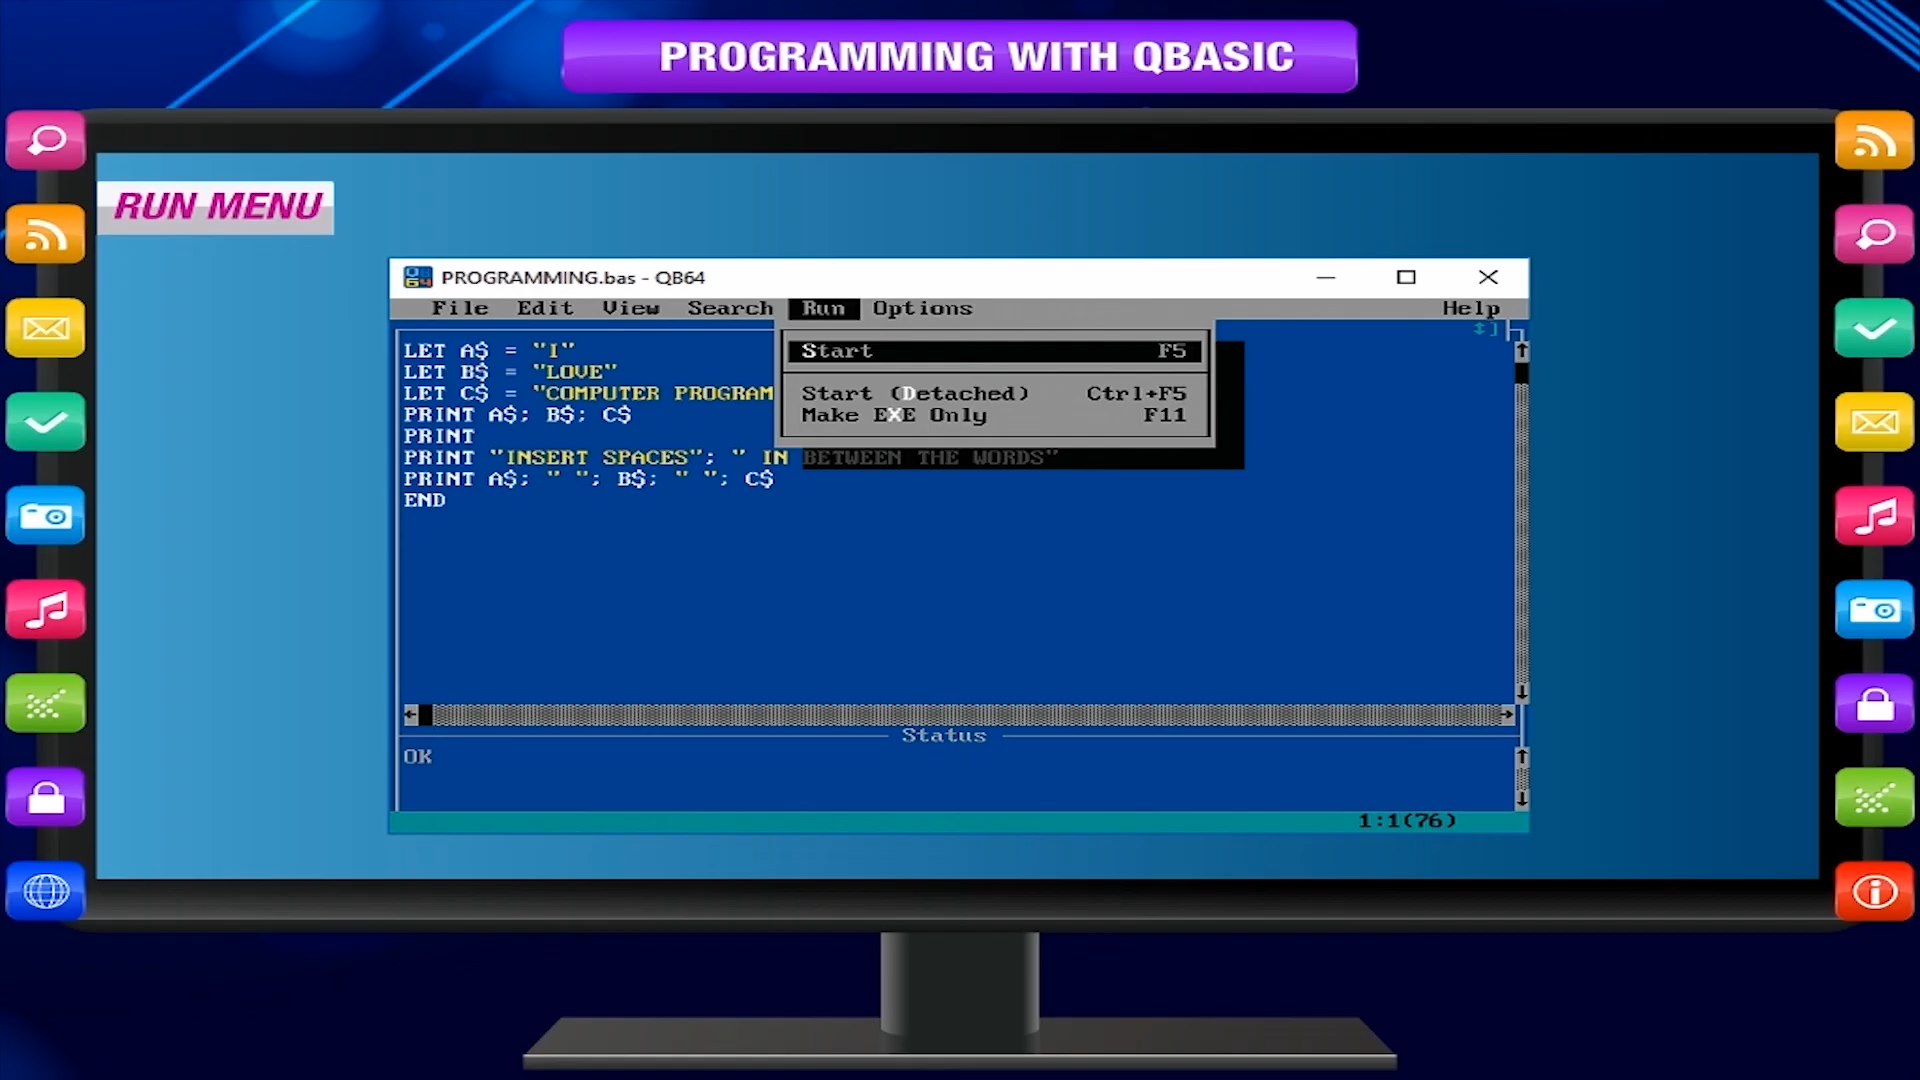 PROGRAMMING WITH QBASIC
RUN MENU
PROGRAMMING.bas - QB64
File Edit View Search Run Options Help
LET A$ = "I"
LET B$ = "LOVE"
LET C$ = "COMPUTER PROGRAM
PRINT A$; B$; C$
PRINT
PRINT "INSERT SPACES"; " IN BETWEEN THE WORDS"
PRINT A$; " "; B$; " "; C$
END
Start F5
Start (Detached) Ctrl+F5
Make EXE Only F11
Status
OK
1:1(76)